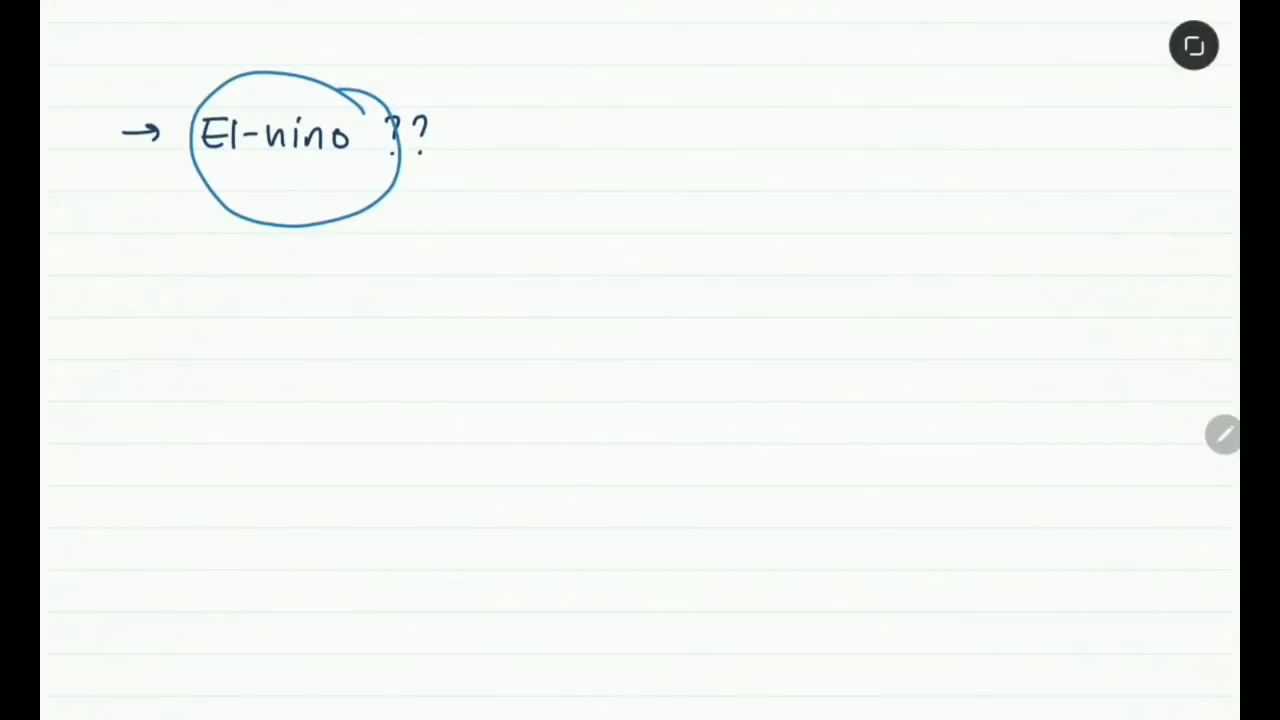 → El-nino ??